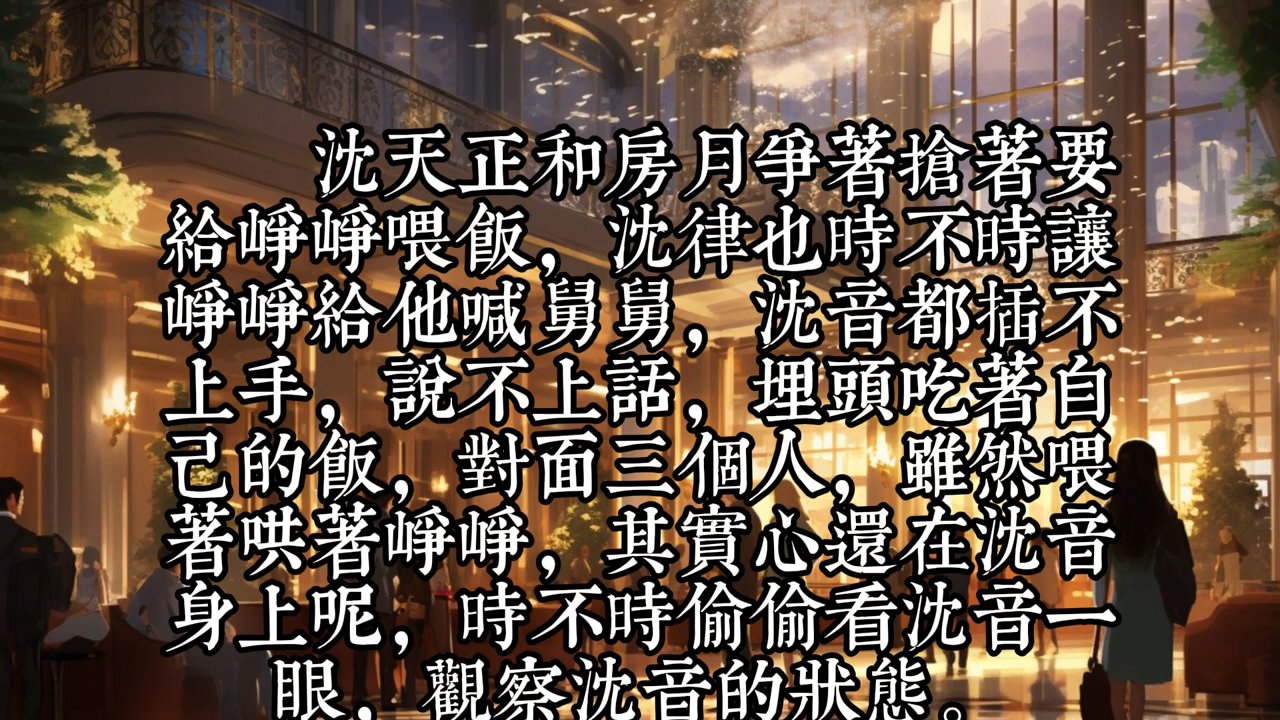 沈天正和房月爭著搶著要
給崢崢喂飯，沈律也時不時讓
崢崢給他喊舅舅，沈音都插不
上手，說不上話，埋頭吃著自
己的飯，對面三個人，雖然喂
著哄著崢崢，其實心還在沈音
身上呢，時不時偷偷看沈音一
眼，觀察沈音的狀態。